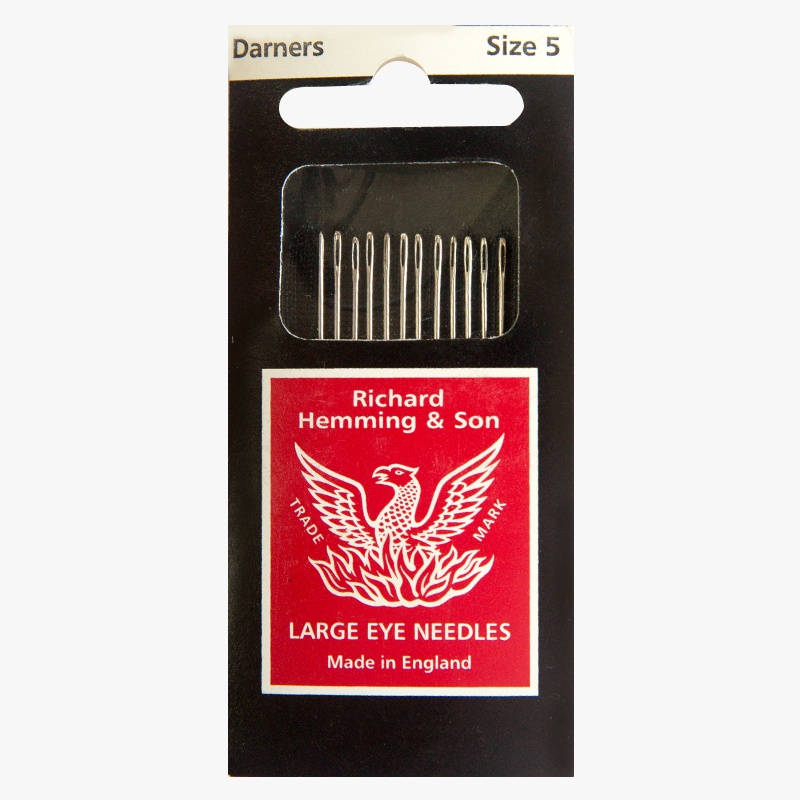 Darners Size 5
Richard
Hemming & Son
TRADE MARK
LARGE EYE NEEDLES
Made in England